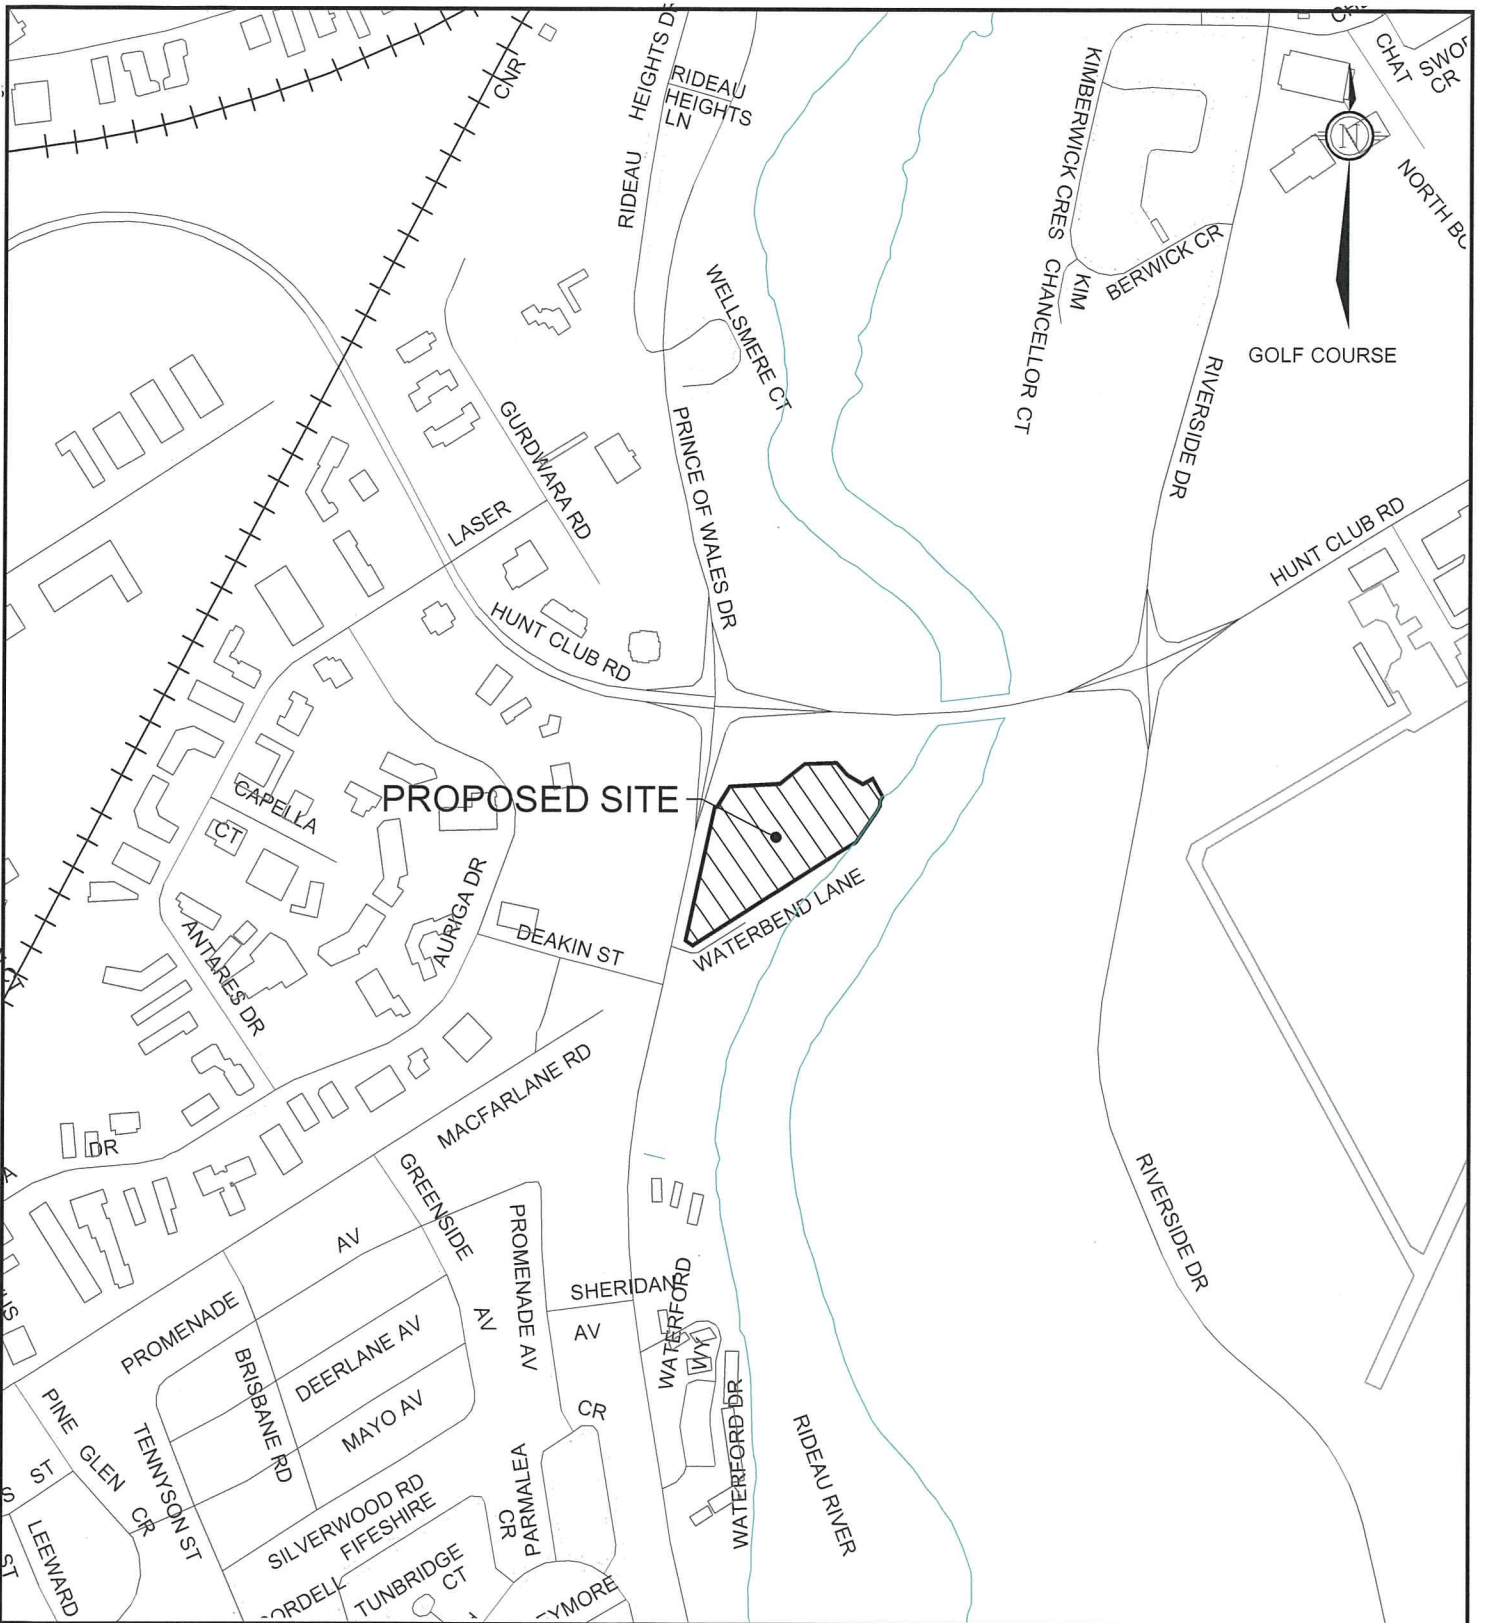 HEIGHTS DR
CNR
RIDEAU
HEIGHTS
LN
RIDEAU
KIMBERWICK CRES
CHAT
SWO
CR
N
NORTH
BERWICK CR
KIM
CHANCELLOR CT
WELLSMERE CT
GOLF COURSE
RIVERSIDE DR
GURDWARA RD
PRINCE OF WALES DR
LASER
HUNT CLUB RD
HUNT CLUB RD
PROPOSED SITE
CAPELLA
CT
AURIGA DR
WATERBEND LANE
ANTARES DR
DEAKIN ST
MACFARLANE RD
DR
GREENSIDE
AV
PROMENADE AV
AV
RIVERSIDE DR
SHERIDAN
AV
WATERFORD
WY
PROMENADE
BRISBANE RD
DEERLANE AV
MAYO AV
PINE
GLEN
CR
TENNYSON ST
CR
PARMALEA
CR
WATERFORD DR
RIDEAU RIVER
ST
S
LEEWARD
ST
SILVERWOOD RD
FIFESHIRE
ORDELL
TUNBRIDGE
CT
EYMORE